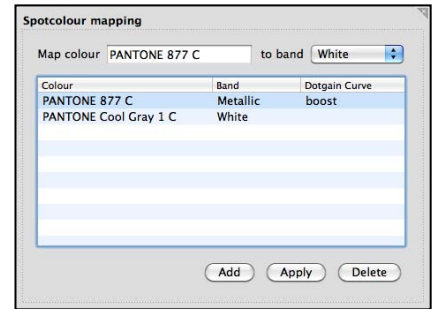 Spotcolour mapping
Map colour PANTONE 877 C to band White
Colour Band Dotgain Curve
PANTONE 877 C Metallic boost
PANTONE Cool Gray 1 C White
Add Apply Delete